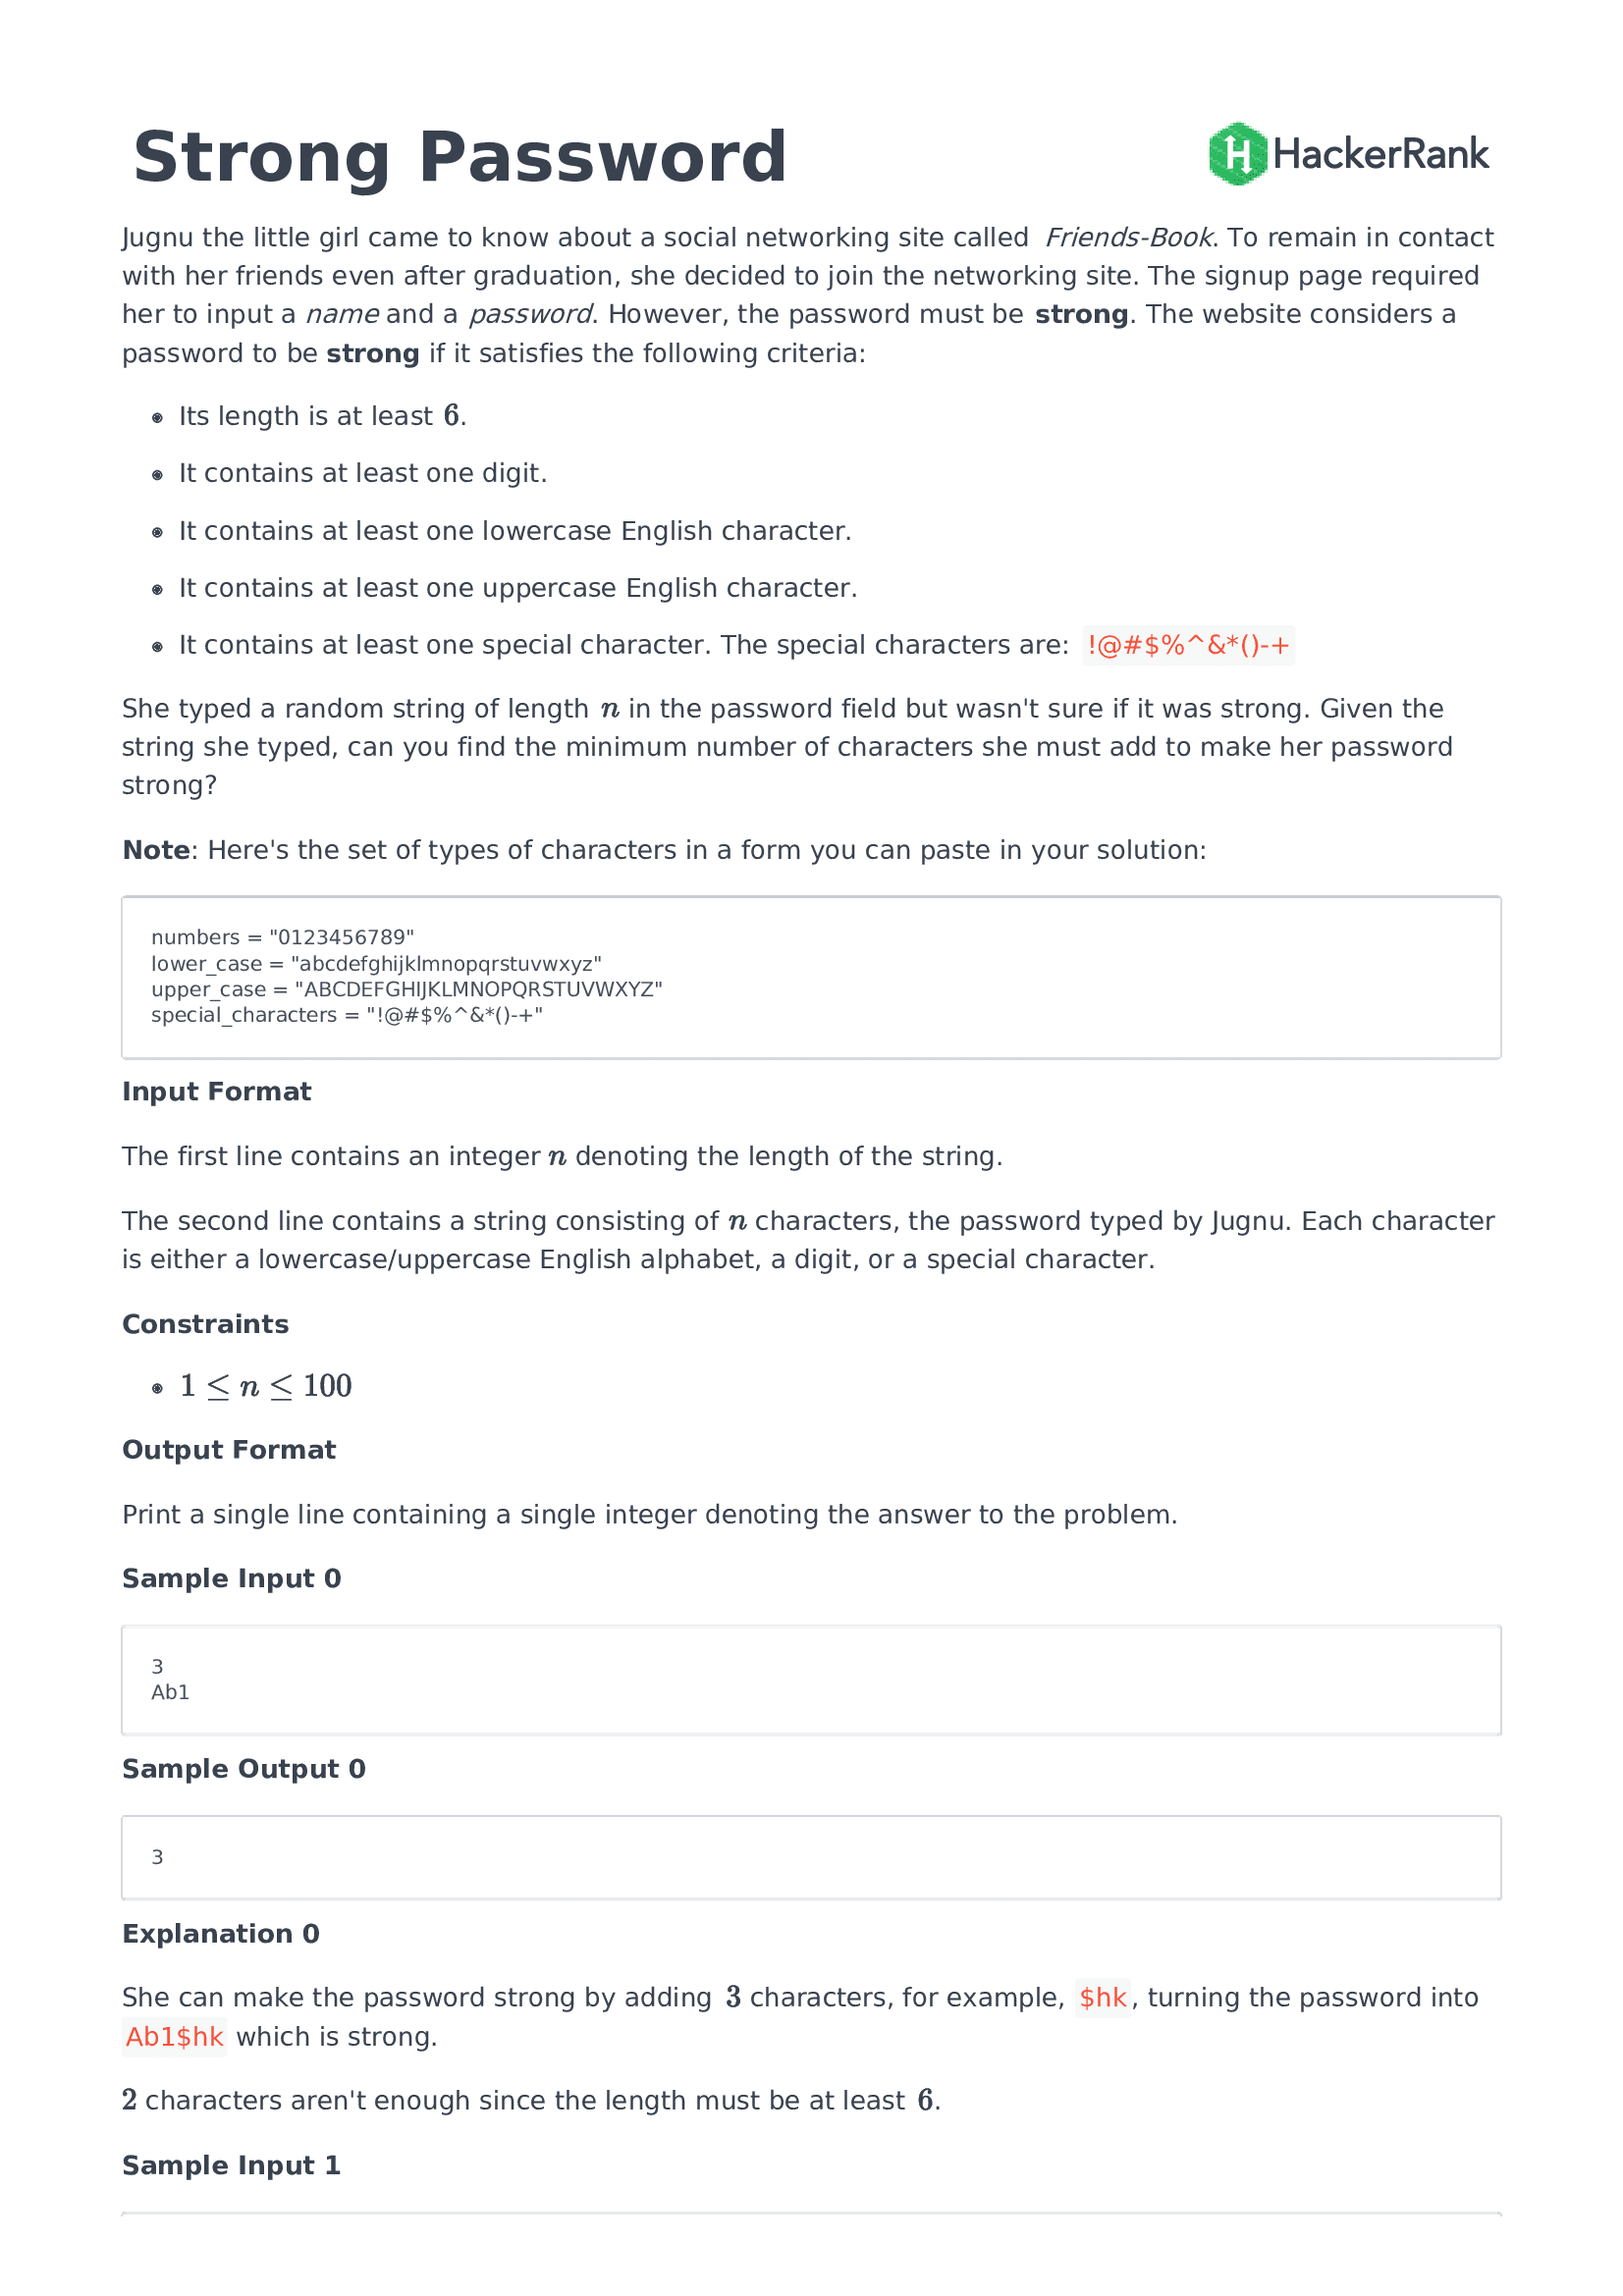 Strong Password
HackerRank
Jugnu the little girl came to know about a social networking site called Friends-Book. To remain in contact
with her friends even after graduation, she decided to join the networking site. The signup page required
her to input a name and a password. However, the password must be strong. The website considers a
password to be strong if it satisfies the following criteria:
Its length is at least 6.
It contains at least one digit.
It contains at least one lowercase English character.
It contains at least one uppercase English character.
It contains at least one special character. The special characters are: !@#$%^&*()-+
She typed a random string of length n in the password field but wasn't sure if it was strong. Given the
string she typed, can you find the minimum number of characters she must add to make her password
strong?
Note: Here's the set of types of characters in a form you can paste in your solution:
numbers = "0123456789"
lower_case = "abcdefghijklmnopqrstuvwxyz"
upper_case = "ABCDEFGHIJKLMNOPQRSTUVWXYZ"
special_characters = "!@#$%^&*()-+"
Input Format
The first line contains an integer n denoting the length of the string.
The second line contains a string consisting of n characters, the password typed by Jugnu. Each character
is either a lowercase/uppercase English alphabet, a digit, or a special character.
Constraints
1 ≤ n ≤ 100
Output Format
Print a single line containing a single integer denoting the answer to the problem.
Sample Input 0
3
Ab1
Sample Output 0
3
Explanation 0
She can make the password strong by adding 3 characters, for example, $hk, turning the password into
Ab1$hk which is strong.
2 characters aren't enough since the length must be at least 6.
Sample Input 1